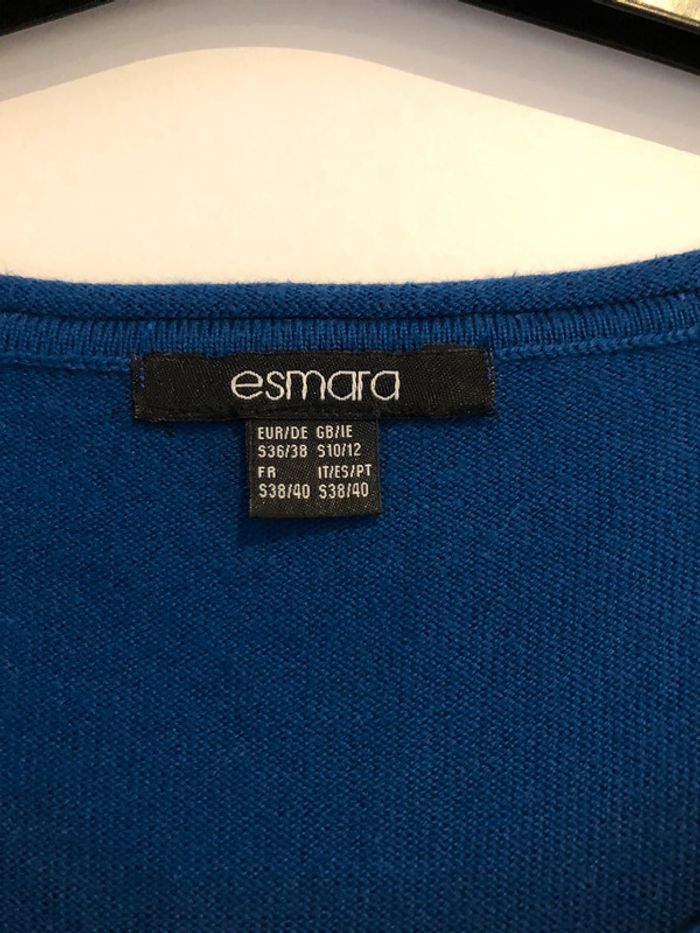 esmara
EUR/DE GB/IE
S36/38 S10/12
FR IT/ES/PT
S38/40 S38/40